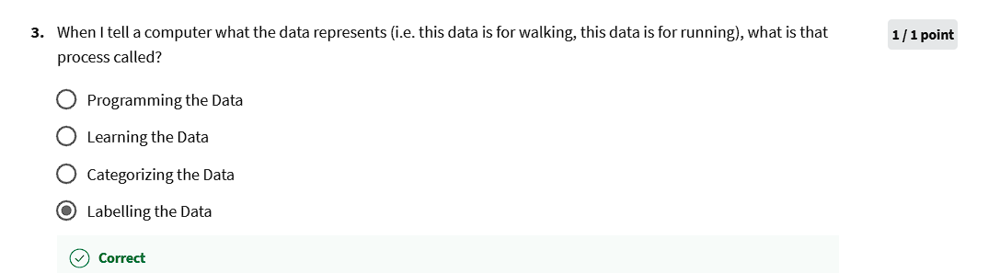 3. When I tell a computer what the data represents (i.e. this data is for walking, this data is for running), what is that
1 / 1 point
process called?
Programming the Data
Learning the Data
Categorizing the Data
Labelling the Data
Correct